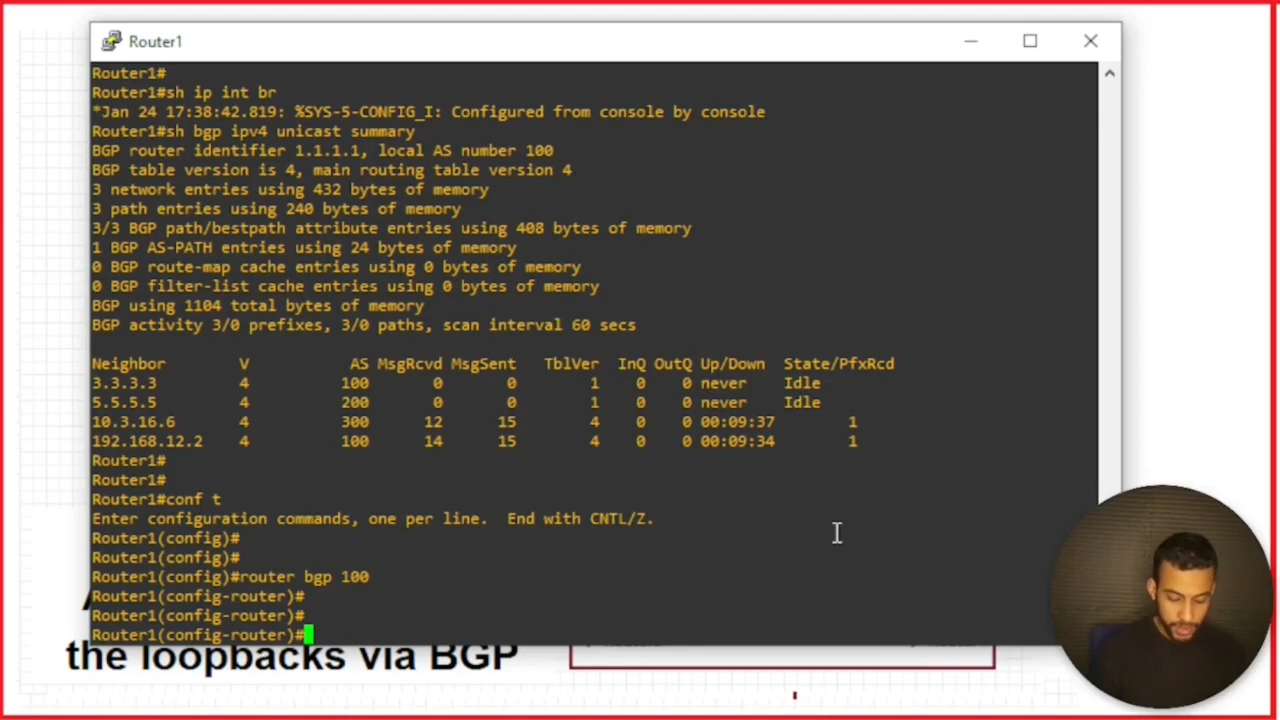 Router1
Router1#
Router1#sh ip int br
*Jan 24 17:38:42.819: %SYS-5-CONFIG_I: Configured from console by console
Router1#sh bgp ipv4 unicast summary
BGP router identifier 1.1.1.1, local AS number 100
BGP table version is 4, main routing table version 4
3 network entries using 432 bytes of memory
3 path entries using 240 bytes of memory
3/3 BGP path/bestpath attribute entries using 408 bytes of memory
1 BGP AS-PATH entries using 24 bytes of memory
0 BGP route-map cache entries using 0 bytes of memory
0 BGP filter-list cache entries using 0 bytes of memory
BGP using 1104 total bytes of memory
BGP activity 3/0 prefixes, 3/0 paths, scan interval 60 secs
Neighbor V AS MsgRcvd MsgSent TblVer InQ OutQ Up/Down State/PfxRcd
3.3.3.3 4 100 0 0 1 0 0 never Idle
5.5.5.5 4 200 0 0 1 0 0 never Idle
10.3.16.6 4 300 12 15 4 0 0 00:09:37 1
192.168.12.2 4 100 14 15 4 0 0 00:09:34 1
Router1#
Router1#
Router1#conf t
Enter configuration commands, one per line. End with CNTL/Z.
Router1(config)#
Router1(config)#
Router1(config)#router bgp 100
Router1(config-router)#
Router1(config-router)#
Router1(config-router)#
the loopbacks via BGP